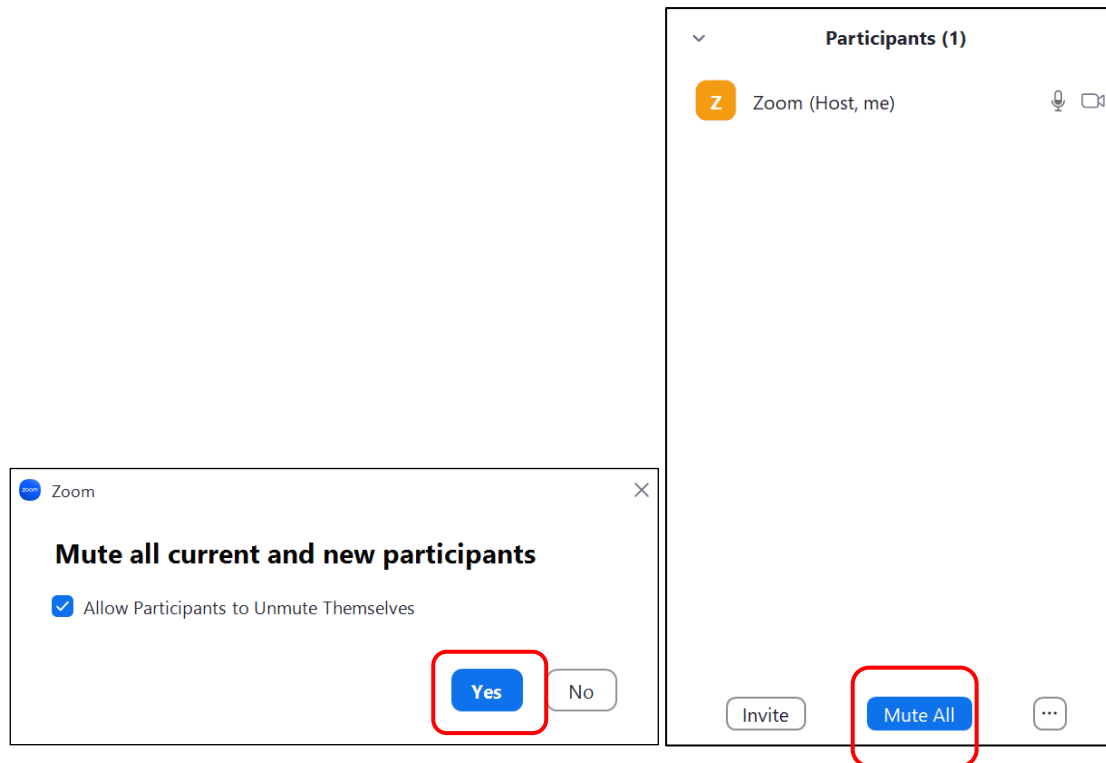 Participants (1)
Z Zoom (Host, me)
zoom Zoom
Mute all current and new participants
Allow Participants to Unmute Themselves
Yes No
Invite Mute All